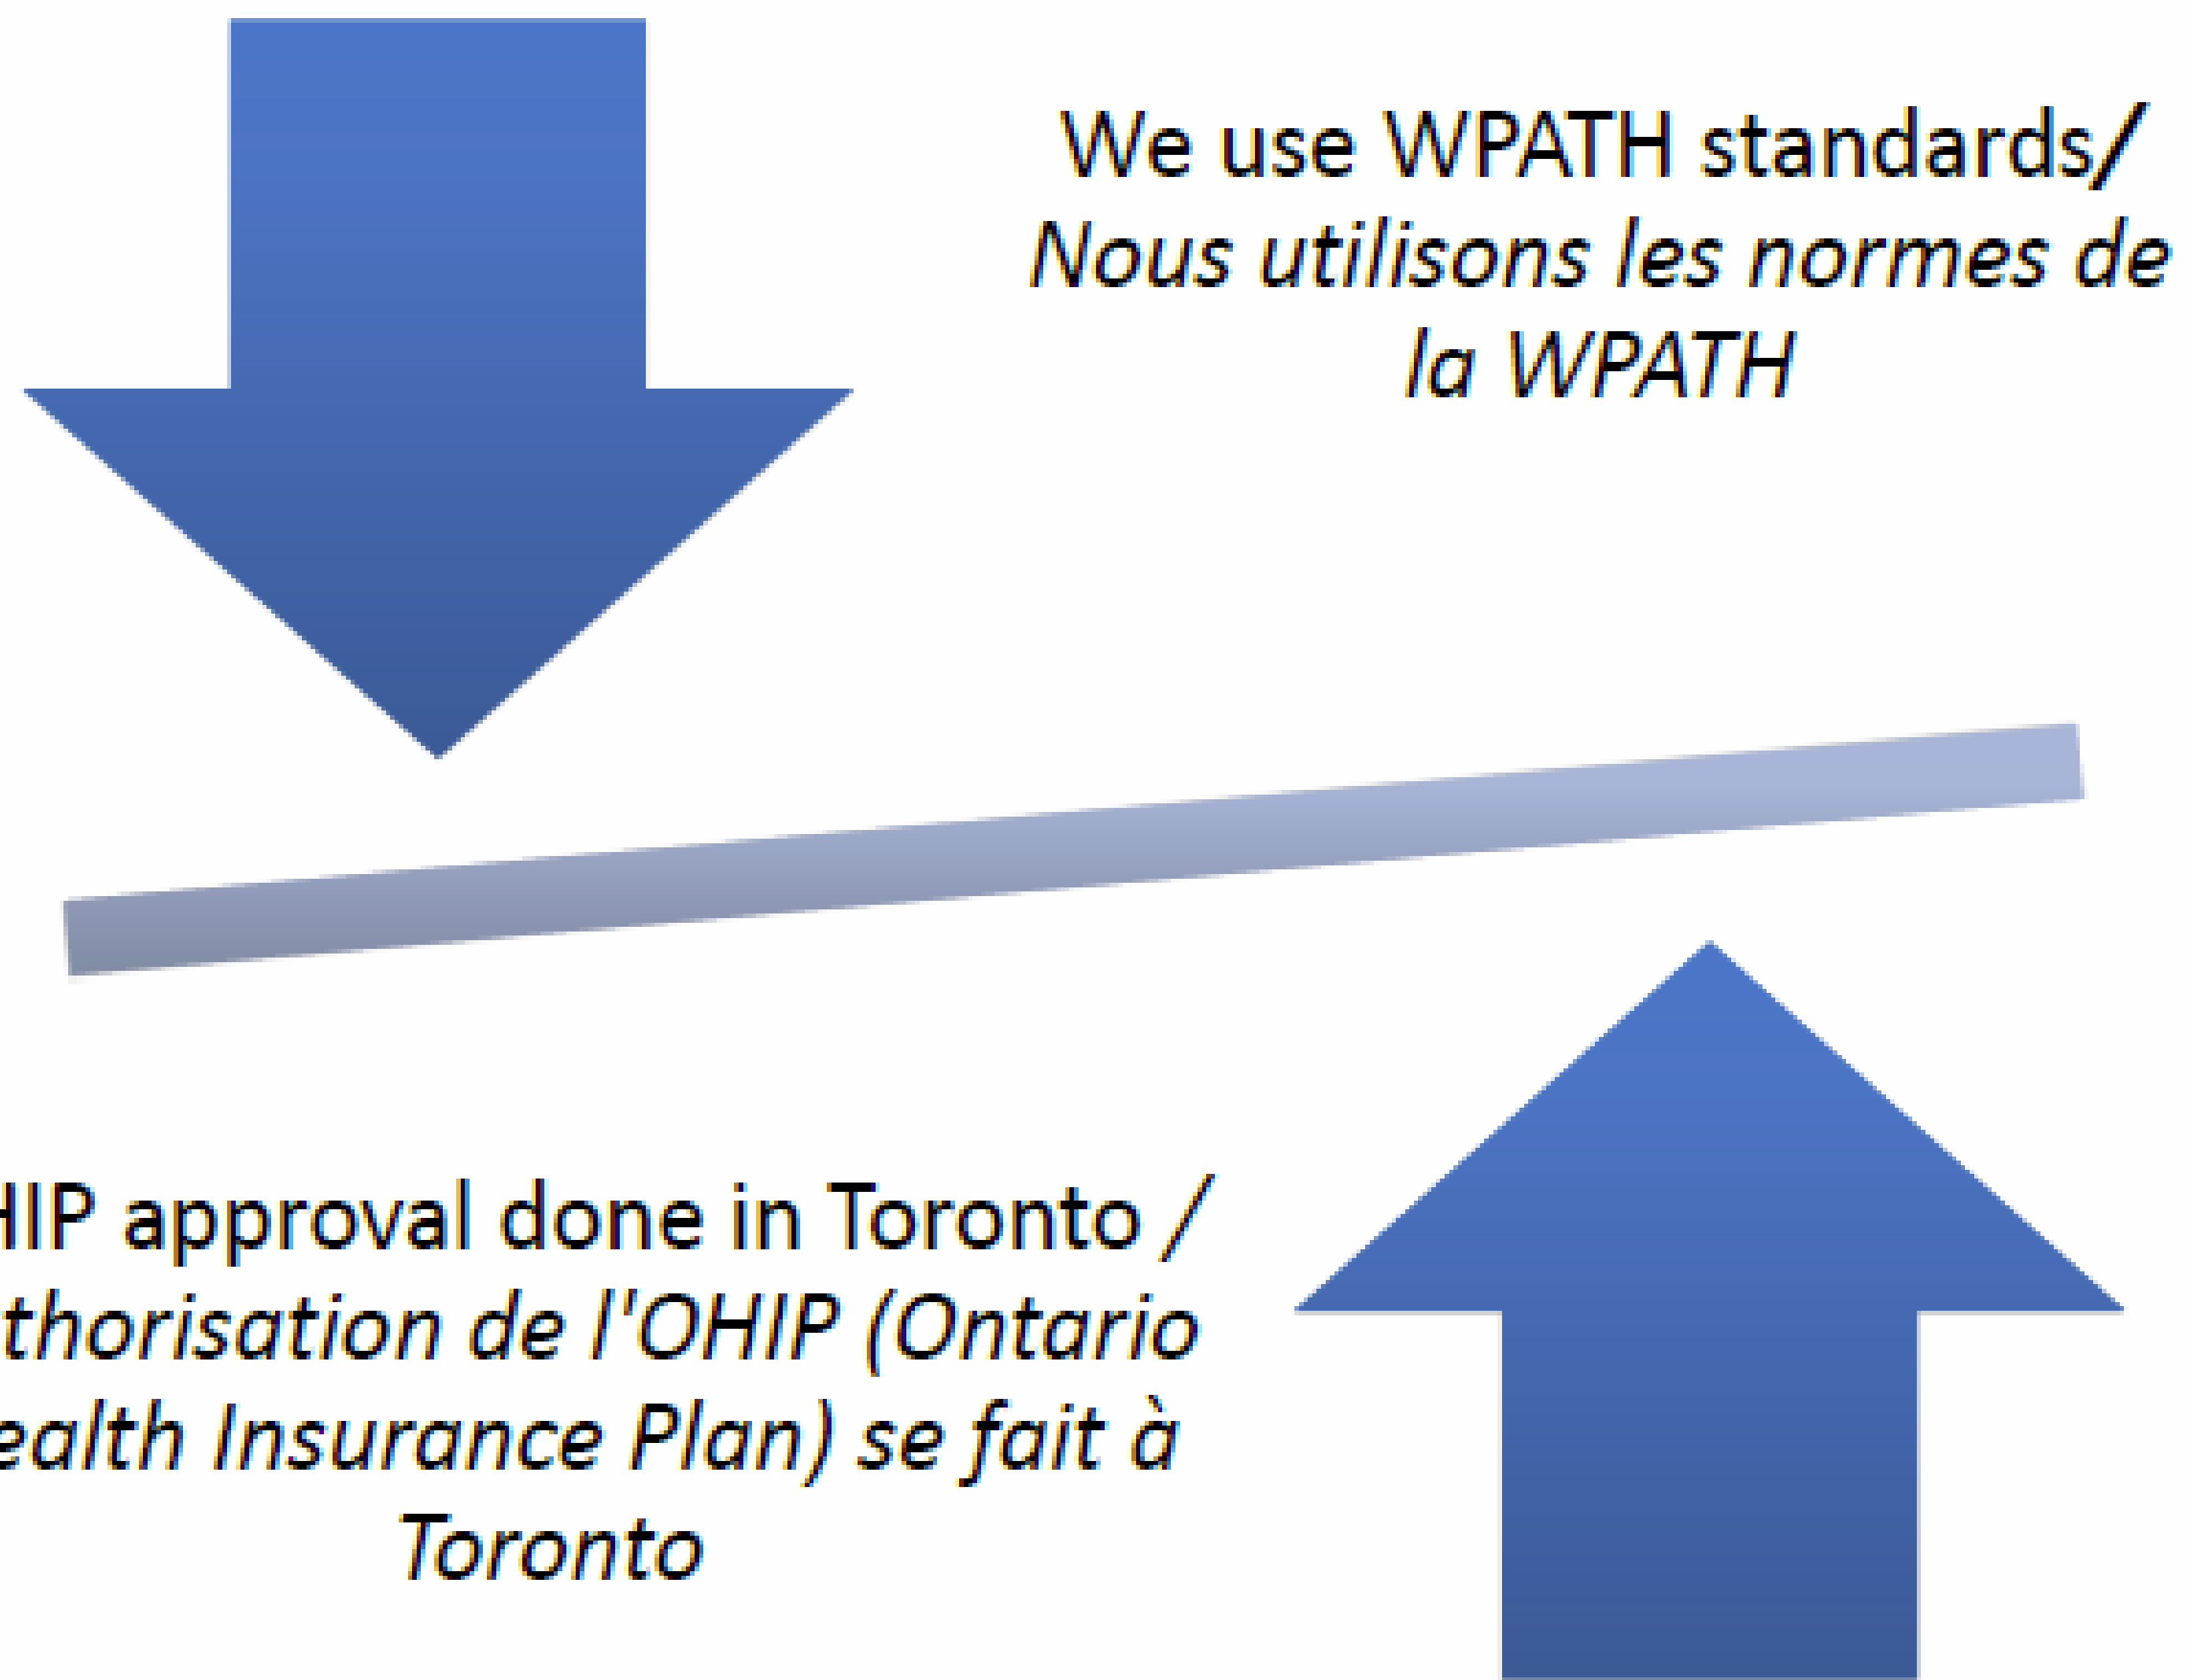 We use WPATH standards/
Nous utilisons les normes de
la WPATH
HIP approval done in Toronto /
thorisation de l'OHIP (Ontario
ealth Insurance Plan) se fait à
Toronto